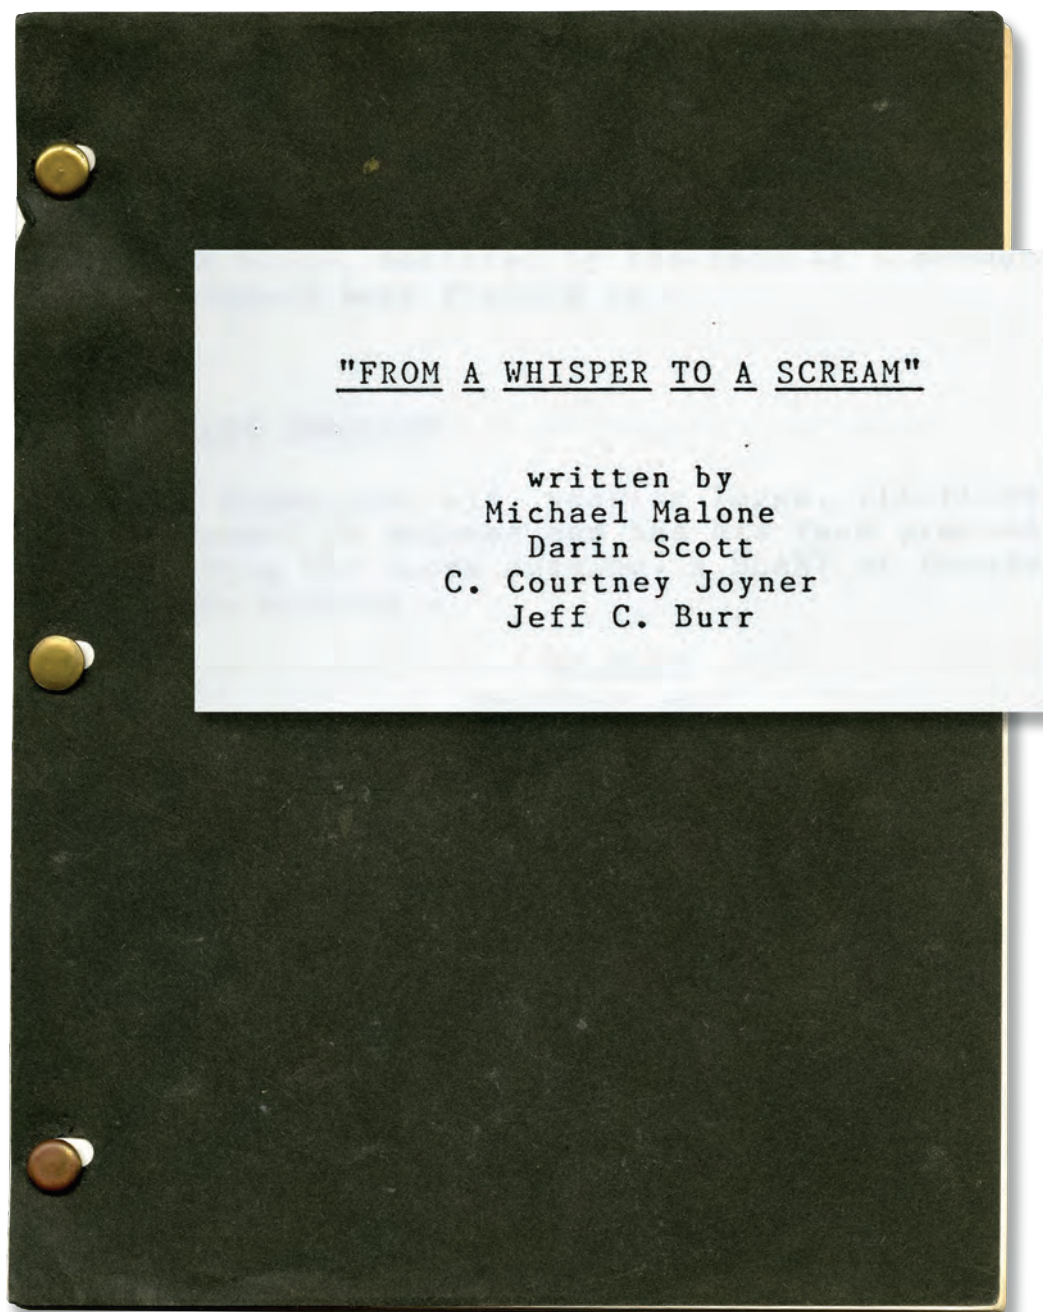 "FROM A WHISPER TO A SCREAM"
written by
Michael Malone
Darin Scott
C. Courtney Joyner
Jeff C. Burr